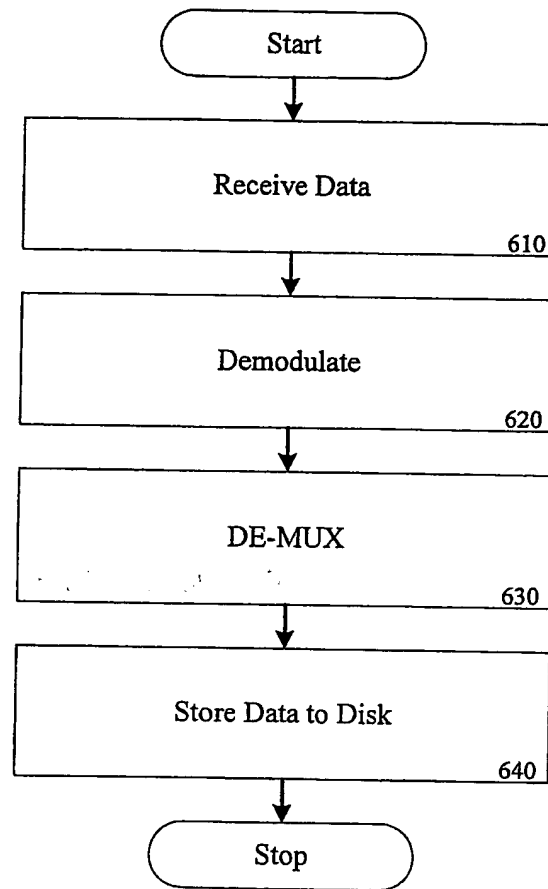 Start
Receive Data
610
Demodulate
620
DE-MUX
630
Store Data to Disk
640
Stop